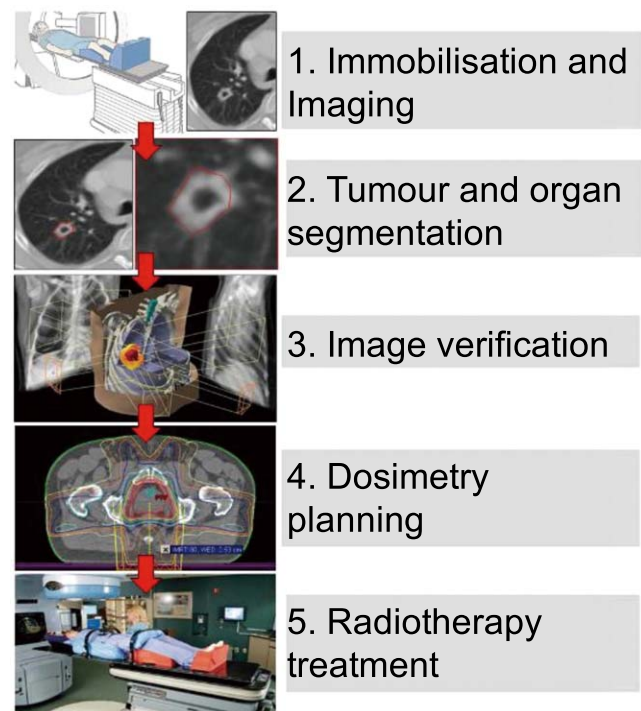 1. Immobilisation and
Imaging
2. Tumour and organ
segmentation
3. Image verification
4. Dosimetry
planning
5. Radiotherapy
treatment